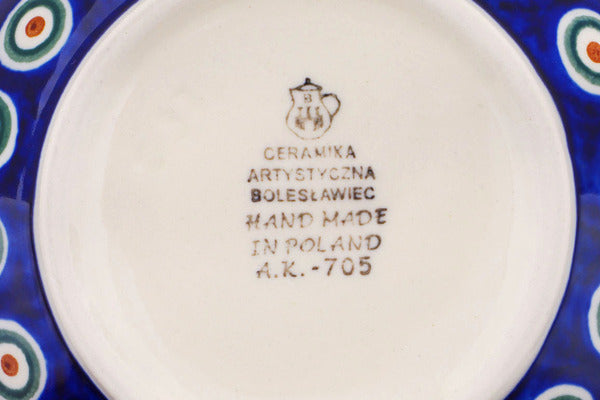 B
CERAMIKA
ARTYSTYCZNA
BOLESŁAWIEC
HAND MADE
IN POLAND
A.K.-705